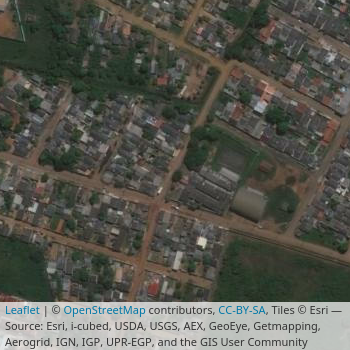 Leaflet | © OpenStreetMap contributors, CC-BY-SA, Tiles © Esri —
Source: Esri, i-cubed, USDA, USGS, AEX, GeoEye, Getmapping,
Aerogrid, IGN, IGP, UPR-EGP, and the GIS User Community